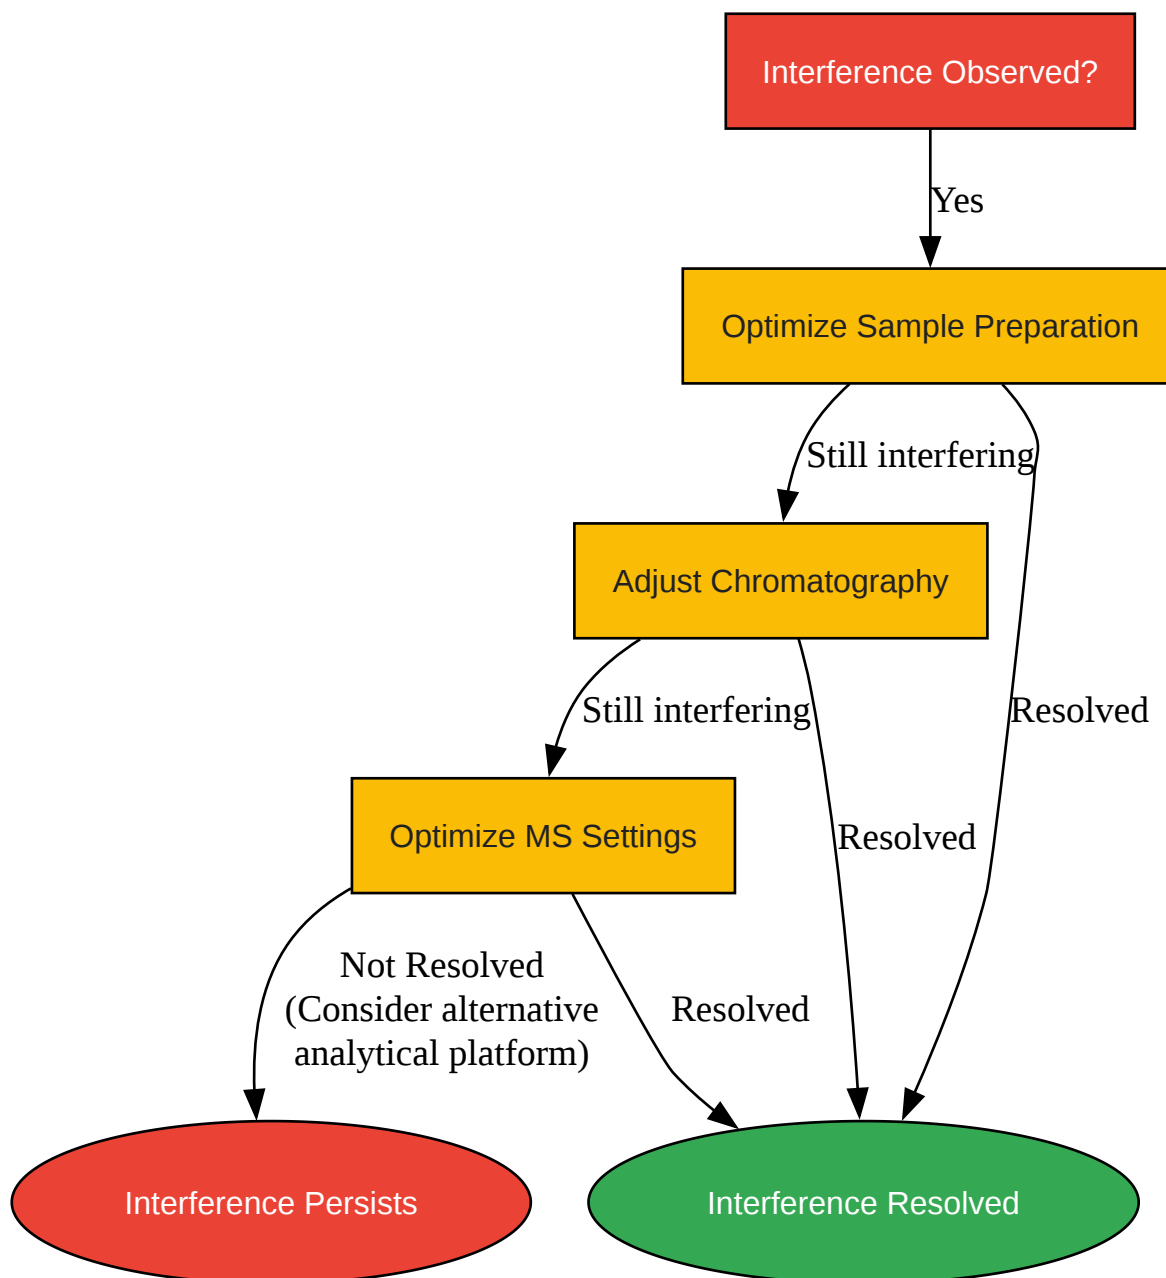 Interference Observed?
Yes
Optimize Sample Preparation
Still interfering
Adjust Chromatography
Still interfering
Resolved
Optimize MS Settings
Resolved
Not Resolved
(Consider alternative
analytical platform)
Resolved
Interference Persists
Interference Resolved